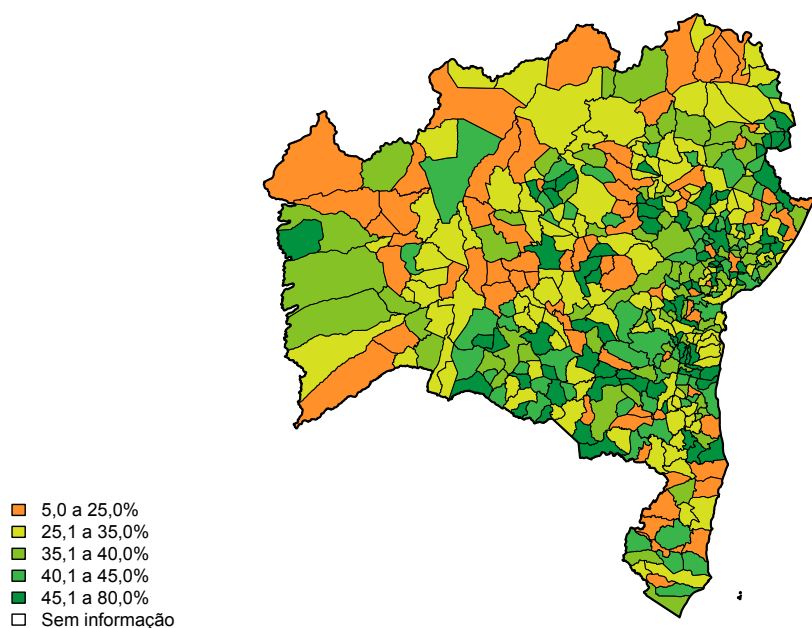 5,0 a 25,0%
25,1 a 35,0%
35,1 a 40,0%
40,1 a 45,0%
45,1 a 80,0%
Sem informação